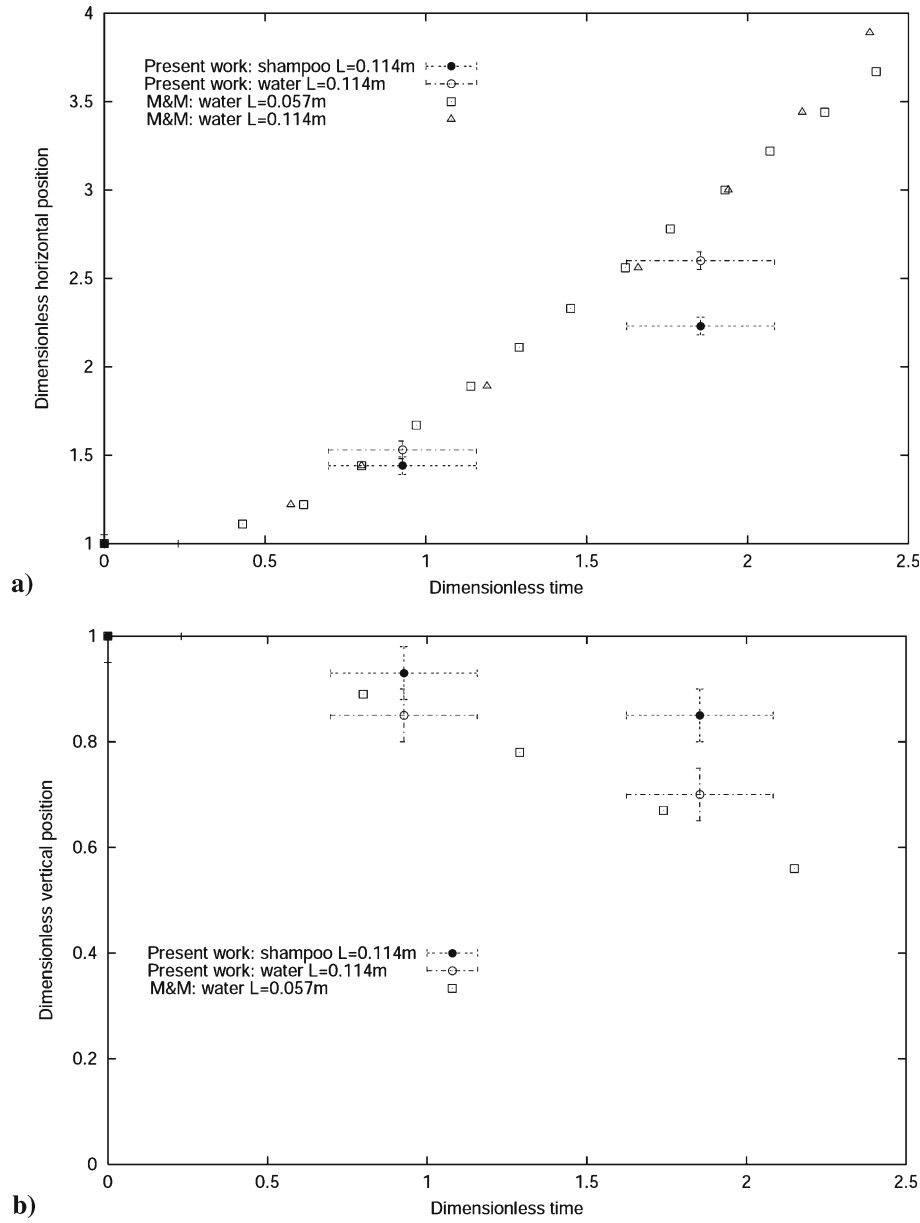 4
3.5
3
2.5
2
1.5
1
Dimensionless horizontal position
Present work: shampoo L=0.114m
Present work: water L=0.114m
M&M: water L=0.057m
M&M: water L=0.114m
0
0.5
1
1.5
2
2.5
Dimensionless time
a)
1
0.8
0.6
0.4
0.2
0
Dimensionless vertical position
Present work: shampoo L=0.114m
Present work: water L=0.114m
M&M: water L=0.057m
0
0.5
1
1.5
2
2.5
Dimensionless time
b)